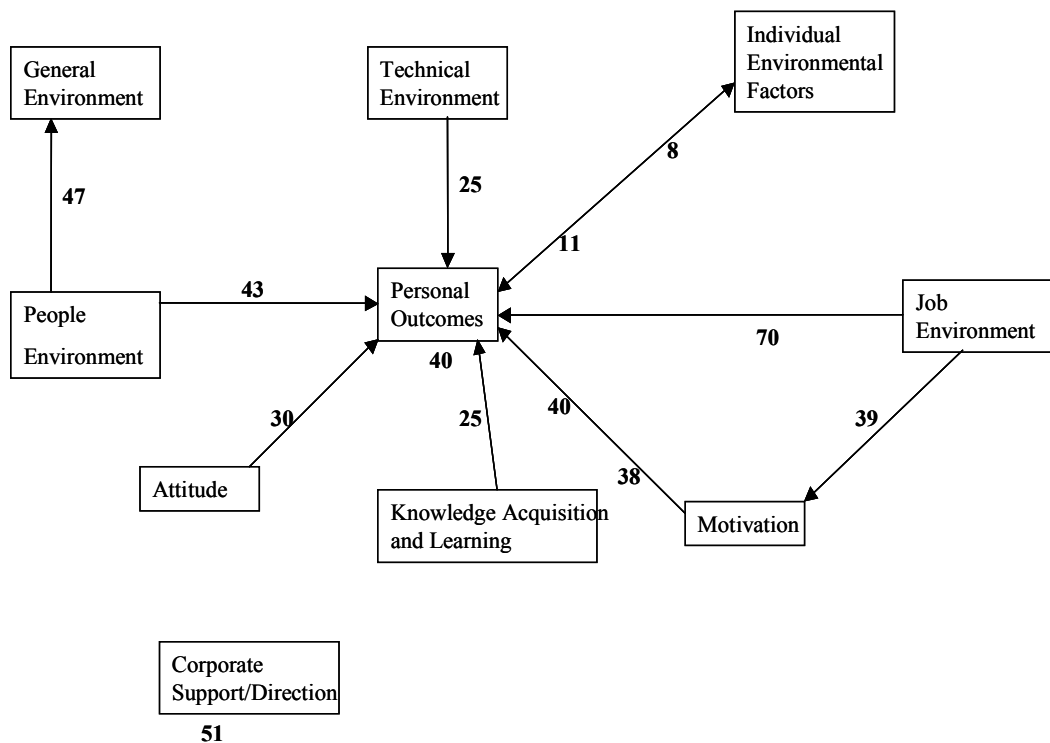 General
Environment
Technical
Environment
Individual
Environmental
Factors
8
47
25
11
43
Personal
Outcomes
40
People
Environment
Job
Environment
70
30
25
40
39
38
Attitude
Knowledge Acquisition
and Learning
Motivation
Corporate
Support/Direction
51